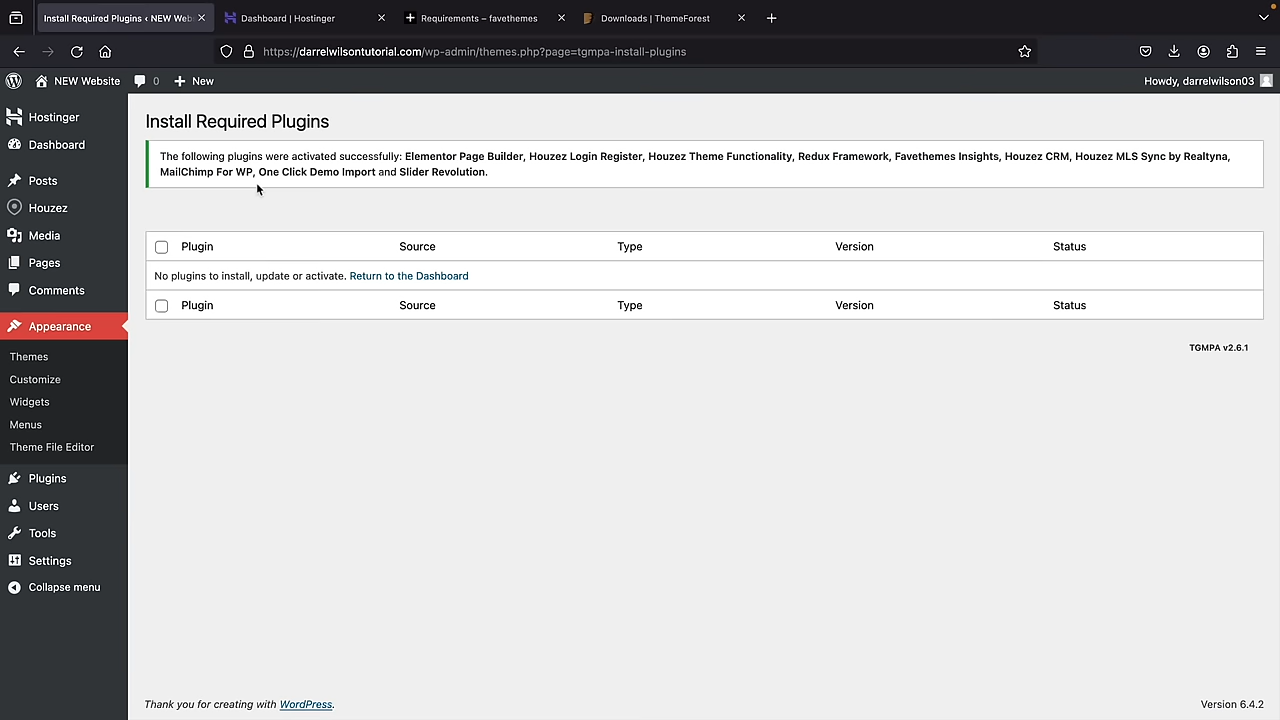 Install Required Plugins ‹ NEW Web
Dashboard | Hostinger
Requirements – favethemes
Downloads | ThemeForest
https://darrelwilsontutorial.com/wp-admin/themes.php?page=tgmpa-install-plugins
NEW Website
0
New
Howdy, darrelwilson03
Hostinger
Dashboard
Posts
Houzez
Media
Pages
Comments
Appearance
Themes
Customize
Widgets
Menus
Theme File Editor
Plugins
Users
Tools
Settings
Collapse menu
Install Required Plugins
The following plugins were activated successfully: Elementor Page Builder, Houzez Login Register, Houzez Theme Functionality, Redux Framework, Favethemes Insights, Houzez CRM, Houzez MLS Sync by Realtyna,
MailChimp For WP, One Click Demo Import and Slider Revolution.
Plugin Source Type Version Status
No plugins to install, update or activate. Return to the Dashboard
Plugin Source Type Version Status
TGMPA v2.6.1
Thank you for creating with WordPress.
Version 6.4.2